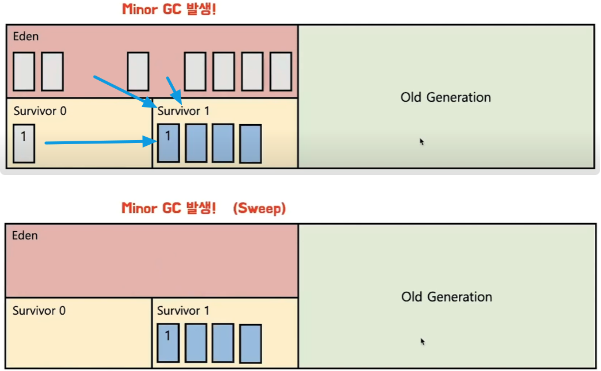 Minor GC 발생!
Eden
Survivor 0
Survivor 1
1
1
Old Generation
Minor GC 발생! (Sweep)
Eden
Survivor 0
Survivor 1
1
Old Generation